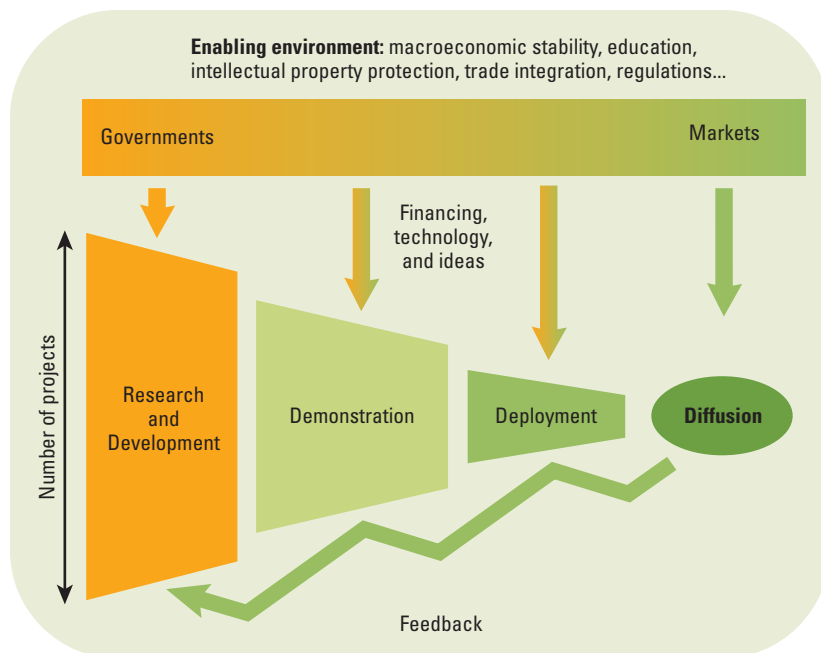 Enabling environment: macroeconomic stability, education,
intellectual property protection, trade integration, regulations...
Governments
Markets
Financing,
technology,
and ideas
Number of projects
Research
and
Development
Demonstration
Deployment
Diffusion
Feedback